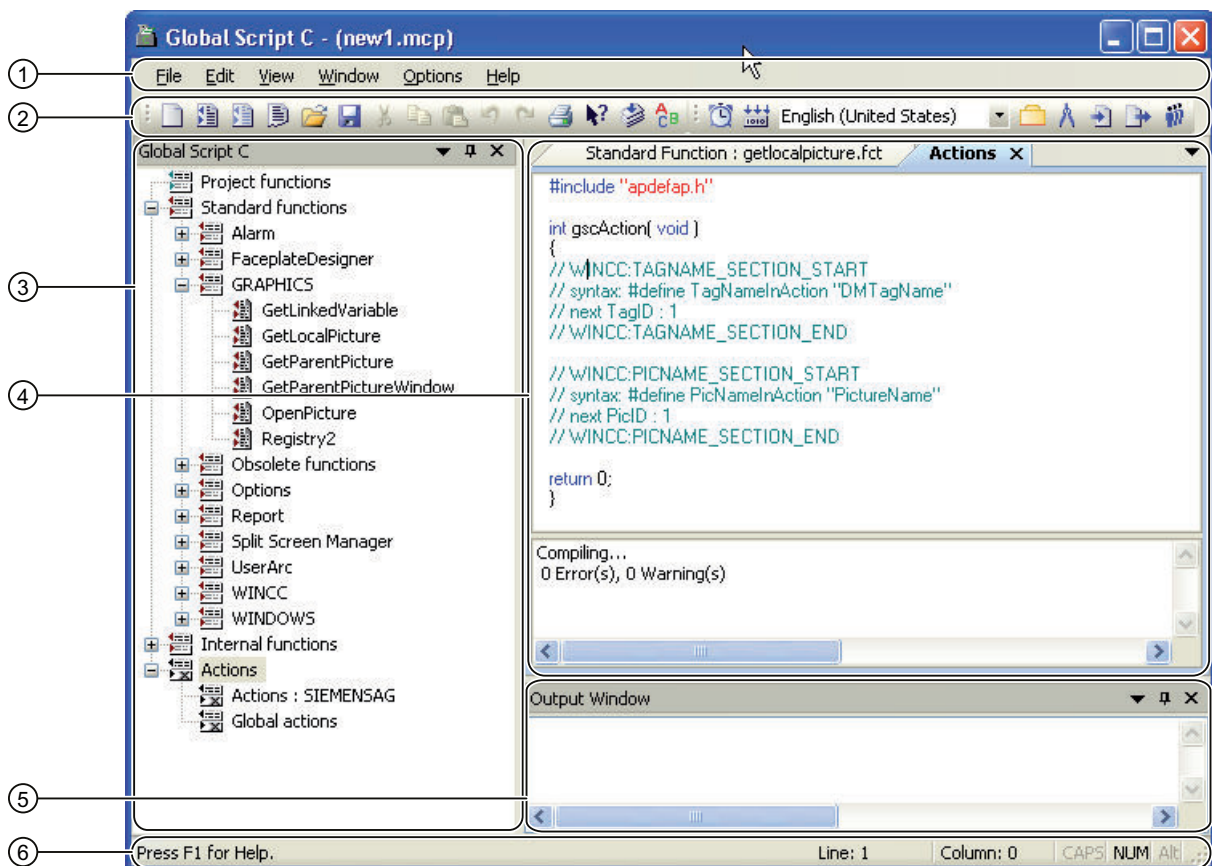 Global Script C - (new1.mcp)
1
File Edit View Window Options Help
2
English (United States)
Global Script C
Project functions
Standard functions
Alarm
FaceplateDesigner
3
GRAPHICS
GetLinkedVariable
GetLocalPicture
GetParentPicture
4
GetParentPictureWindow
OpenPicture
Registry2
Obsolete functions
Options
Report
Split Screen Manager
UserArc
WINCC
WINDOWS
Internal functions
Actions
Actions : SIEMENSAG
Global actions
Standard Function : getlocalpicture.fct Actions
#include "apdefap.h"
int gscAction( void )
{
// WINCC:TAGNAME_SECTION_START
// syntax: #define TagNameInAction "DMTagName"
// next TagID : 1
// WINCC:TAGNAME_SECTION_END
// WINCC:PICNAME_SECTION_START
// syntax: #define PicNameInAction "PictureName"
// next PicID : 1
// WINCC:PICNAME_SECTION_END
return 0;
}
Compiling...
0 Error(s), 0 Warning(s)
Output Window
5
6
Press F1 for Help. Line: 1 Column: 0 CAPS NUM Alt